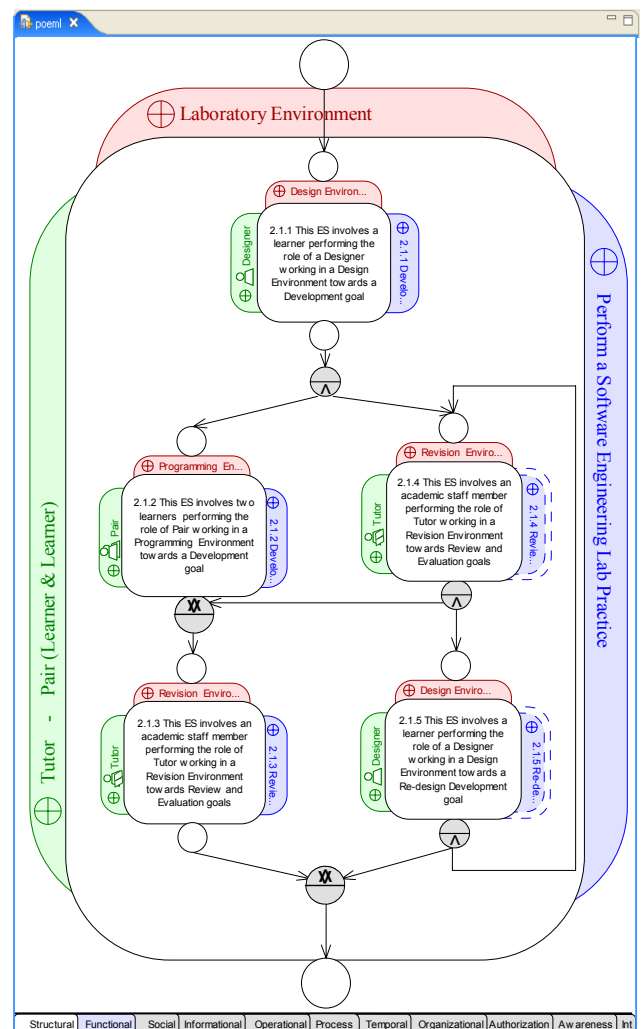 poeml
Laboratory Environment
Design Environ...
Designer
2.1.1 This ES involves a
learner performing the
role of a Designer
working in a Design
Environment towards a
Development goal
2.1.1 Develo...
Perform a Software Engineering Lab Practice
Tutor - Pair (Learner & Learner)
Programming En...
Pair
2.1.2 This ES involves two
learners performing the
role of Pair working in a
Programming Environment
towards a Development
goal
2.1.2 Develo...
Revision Enviro...
Tutor
2.1.4 This ES involves an
academic staff member
performing the role of
Tutor working in a
Revision Environment
towards Review and
Evaluation goals
2.1.4 Revie...
Revision Enviro...
Tutor
2.1.3 This ES involves an
academic staff member
performing the role of
Tutor working in a
Revision Environment
towards Review and
Evaluation goals
2.1.3 Revie...
Design Enviro...
Designer
2.1.5 This ES involves a
learner performing the
role of a Designer
working in a Design
Environment towards a
Re-design Development
goal
2.1.5 Re-de...
Structural Functional Social Informational Operational Process Temporal Organizational Authorization Awareness Int